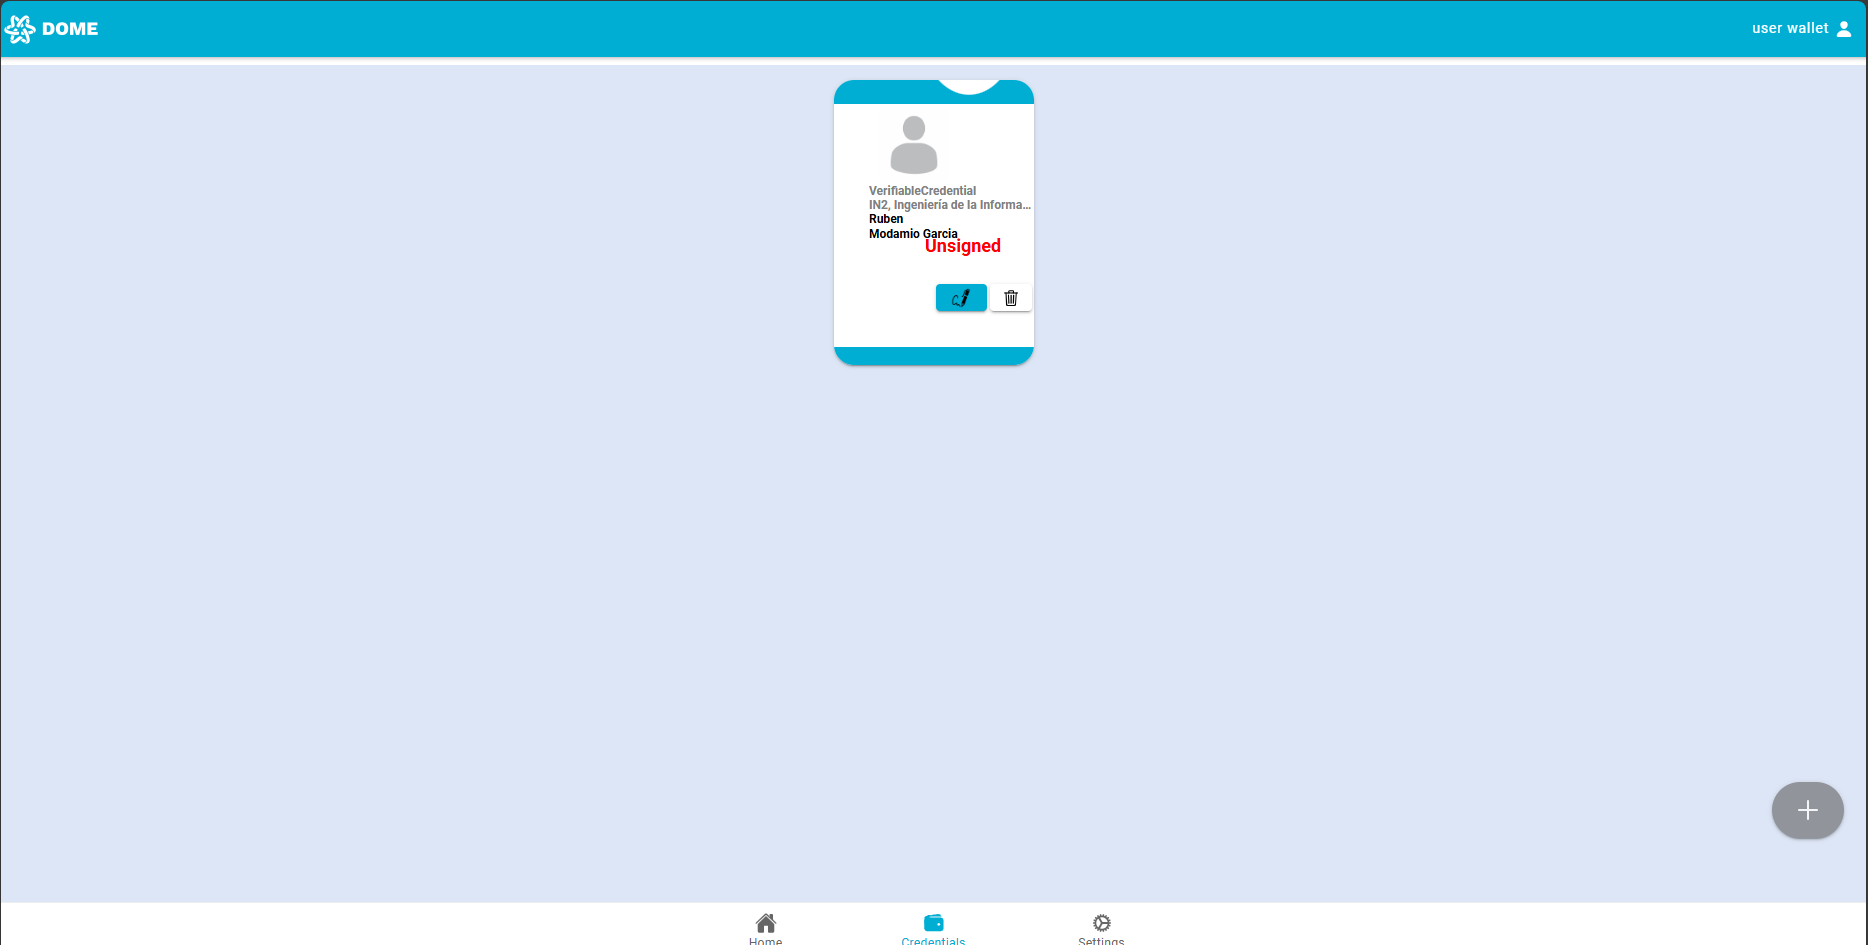 DOME
user wallet
VerifiableCredential
IN2, Ingeniería de la Informa...
Ruben
Modamio Garcia
Unsigned
Home
Credentials
Settings